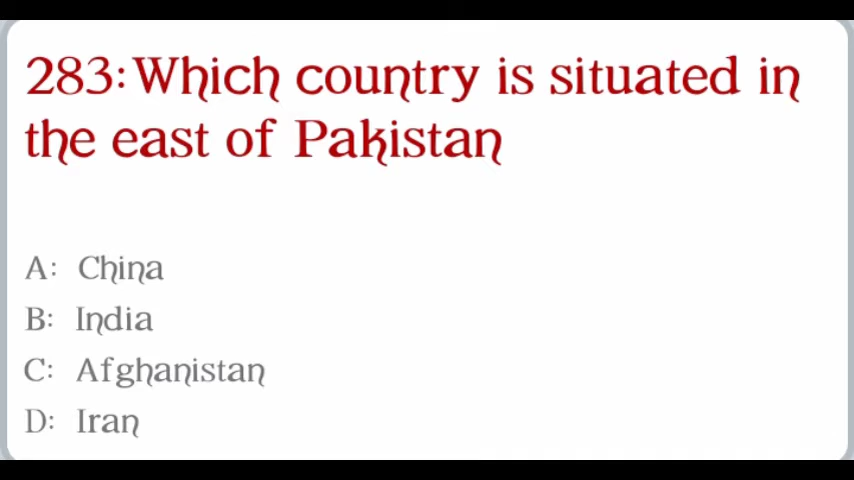 283:Which country is situated in
the east of Pakistan
A: China
B: India
C: Afghanistan
D: Iran